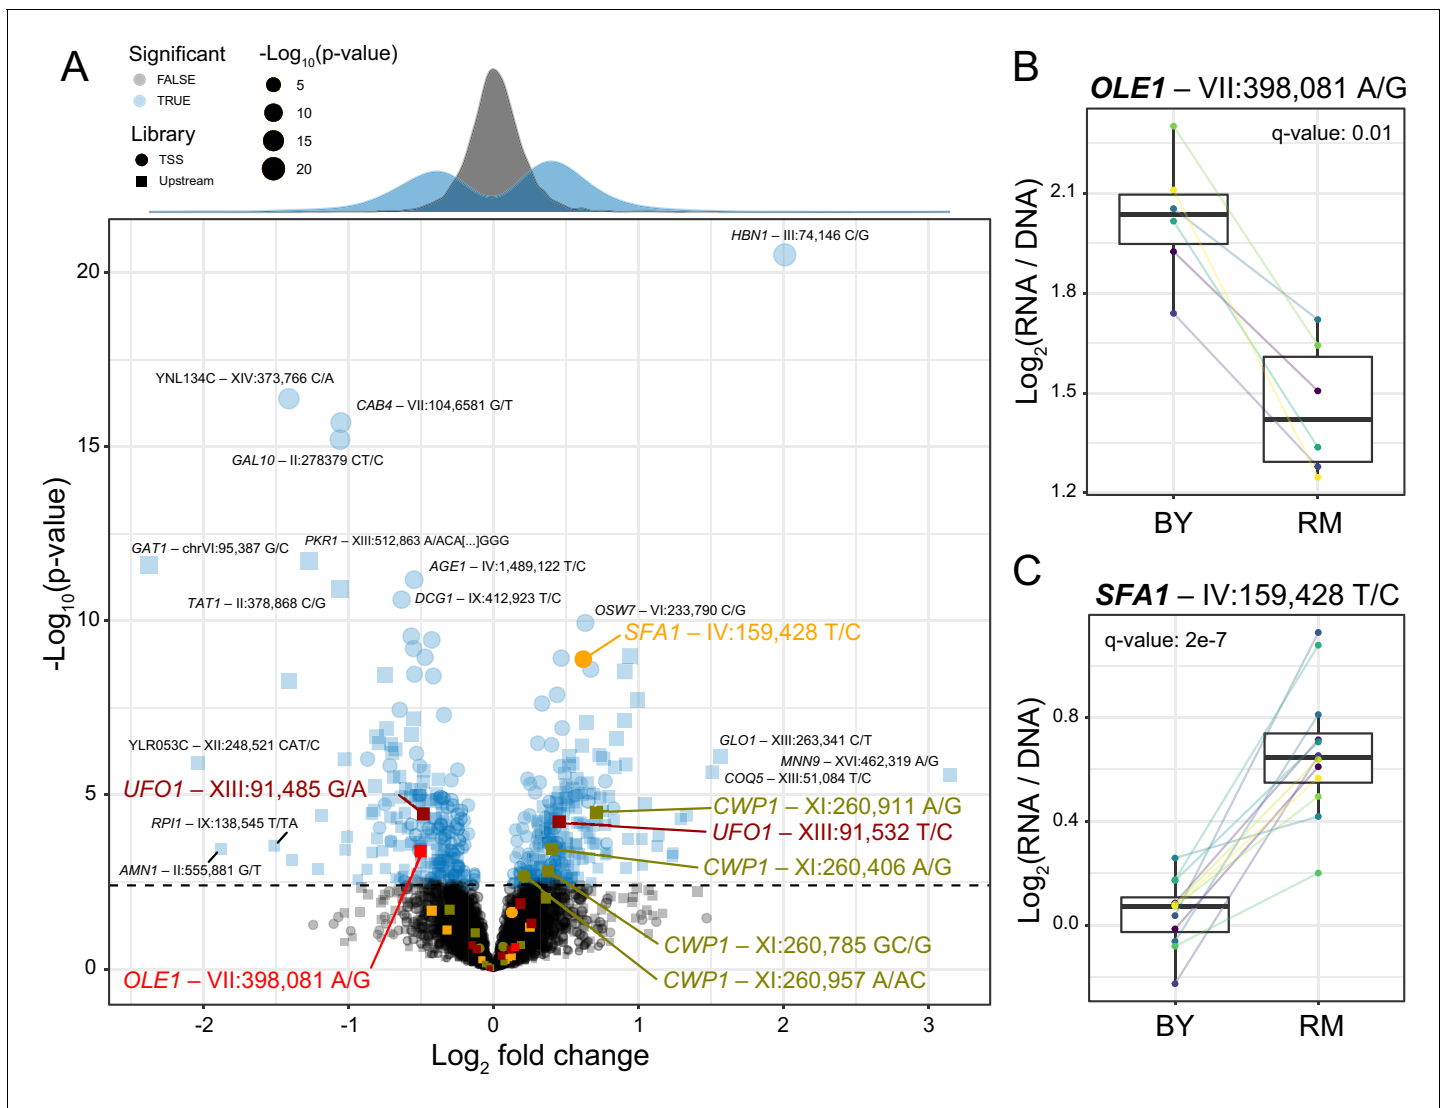 A
Significant
FALSE
TRUE
Library
TSS
Upstream
-Log10(p-value)
5
10
15
20
HBN1 – III:74,146 C/G
YNL134C – XIV:373,766 C/A
CAB4 – VII:104,6581 G/T
GAL10 – II:278379 CT/C
GAT1 – chrVI:95,387 G/C
PKR1 – XIII:512,863 A/ACA[...]GGG
AGE1 – IV:1,489,122 T/C
TAT1 – II:378,868 C/G
DCG1 – IX:412,923 T/C
OSW7 – VI:233,790 C/G
SFA1 – IV:159,428 T/C
YLR053C – XII:248,521 CAT/C
GLO1 – XIII:263,341 C/T
MNN9 – XVI:462,319 A/G
COQ5 – XIII:51,084 T/C
UFO1 – XIII:91,485 G/A
CWP1 – XI:260,911 A/G
RPI1 – IX:138,545 T/TA
UFO1 – XIII:91,532 T/C
AMN1 – II:555,881 G/T
CWP1 – XI:260,406 A/G
CWP1 – XI:260,785 GC/G
OLE1 – VII:398,081 A/G
CWP1 – XI:260,957 A/AC
20
15
10
5
0
-Log10(p-value)
-2
-1
0
1
2
3
Log2 fold change
B
OLE1 – VII:398,081 A/G
q-value: 0.01
2.1
1.8
1.5
1.2
Log2(RNA / DNA)
BY
RM
C
SFA1 – IV:159,428 T/C
q-value: 2e-7
0.8
0.4
0.0
Log2(RNA / DNA)
BY
RM